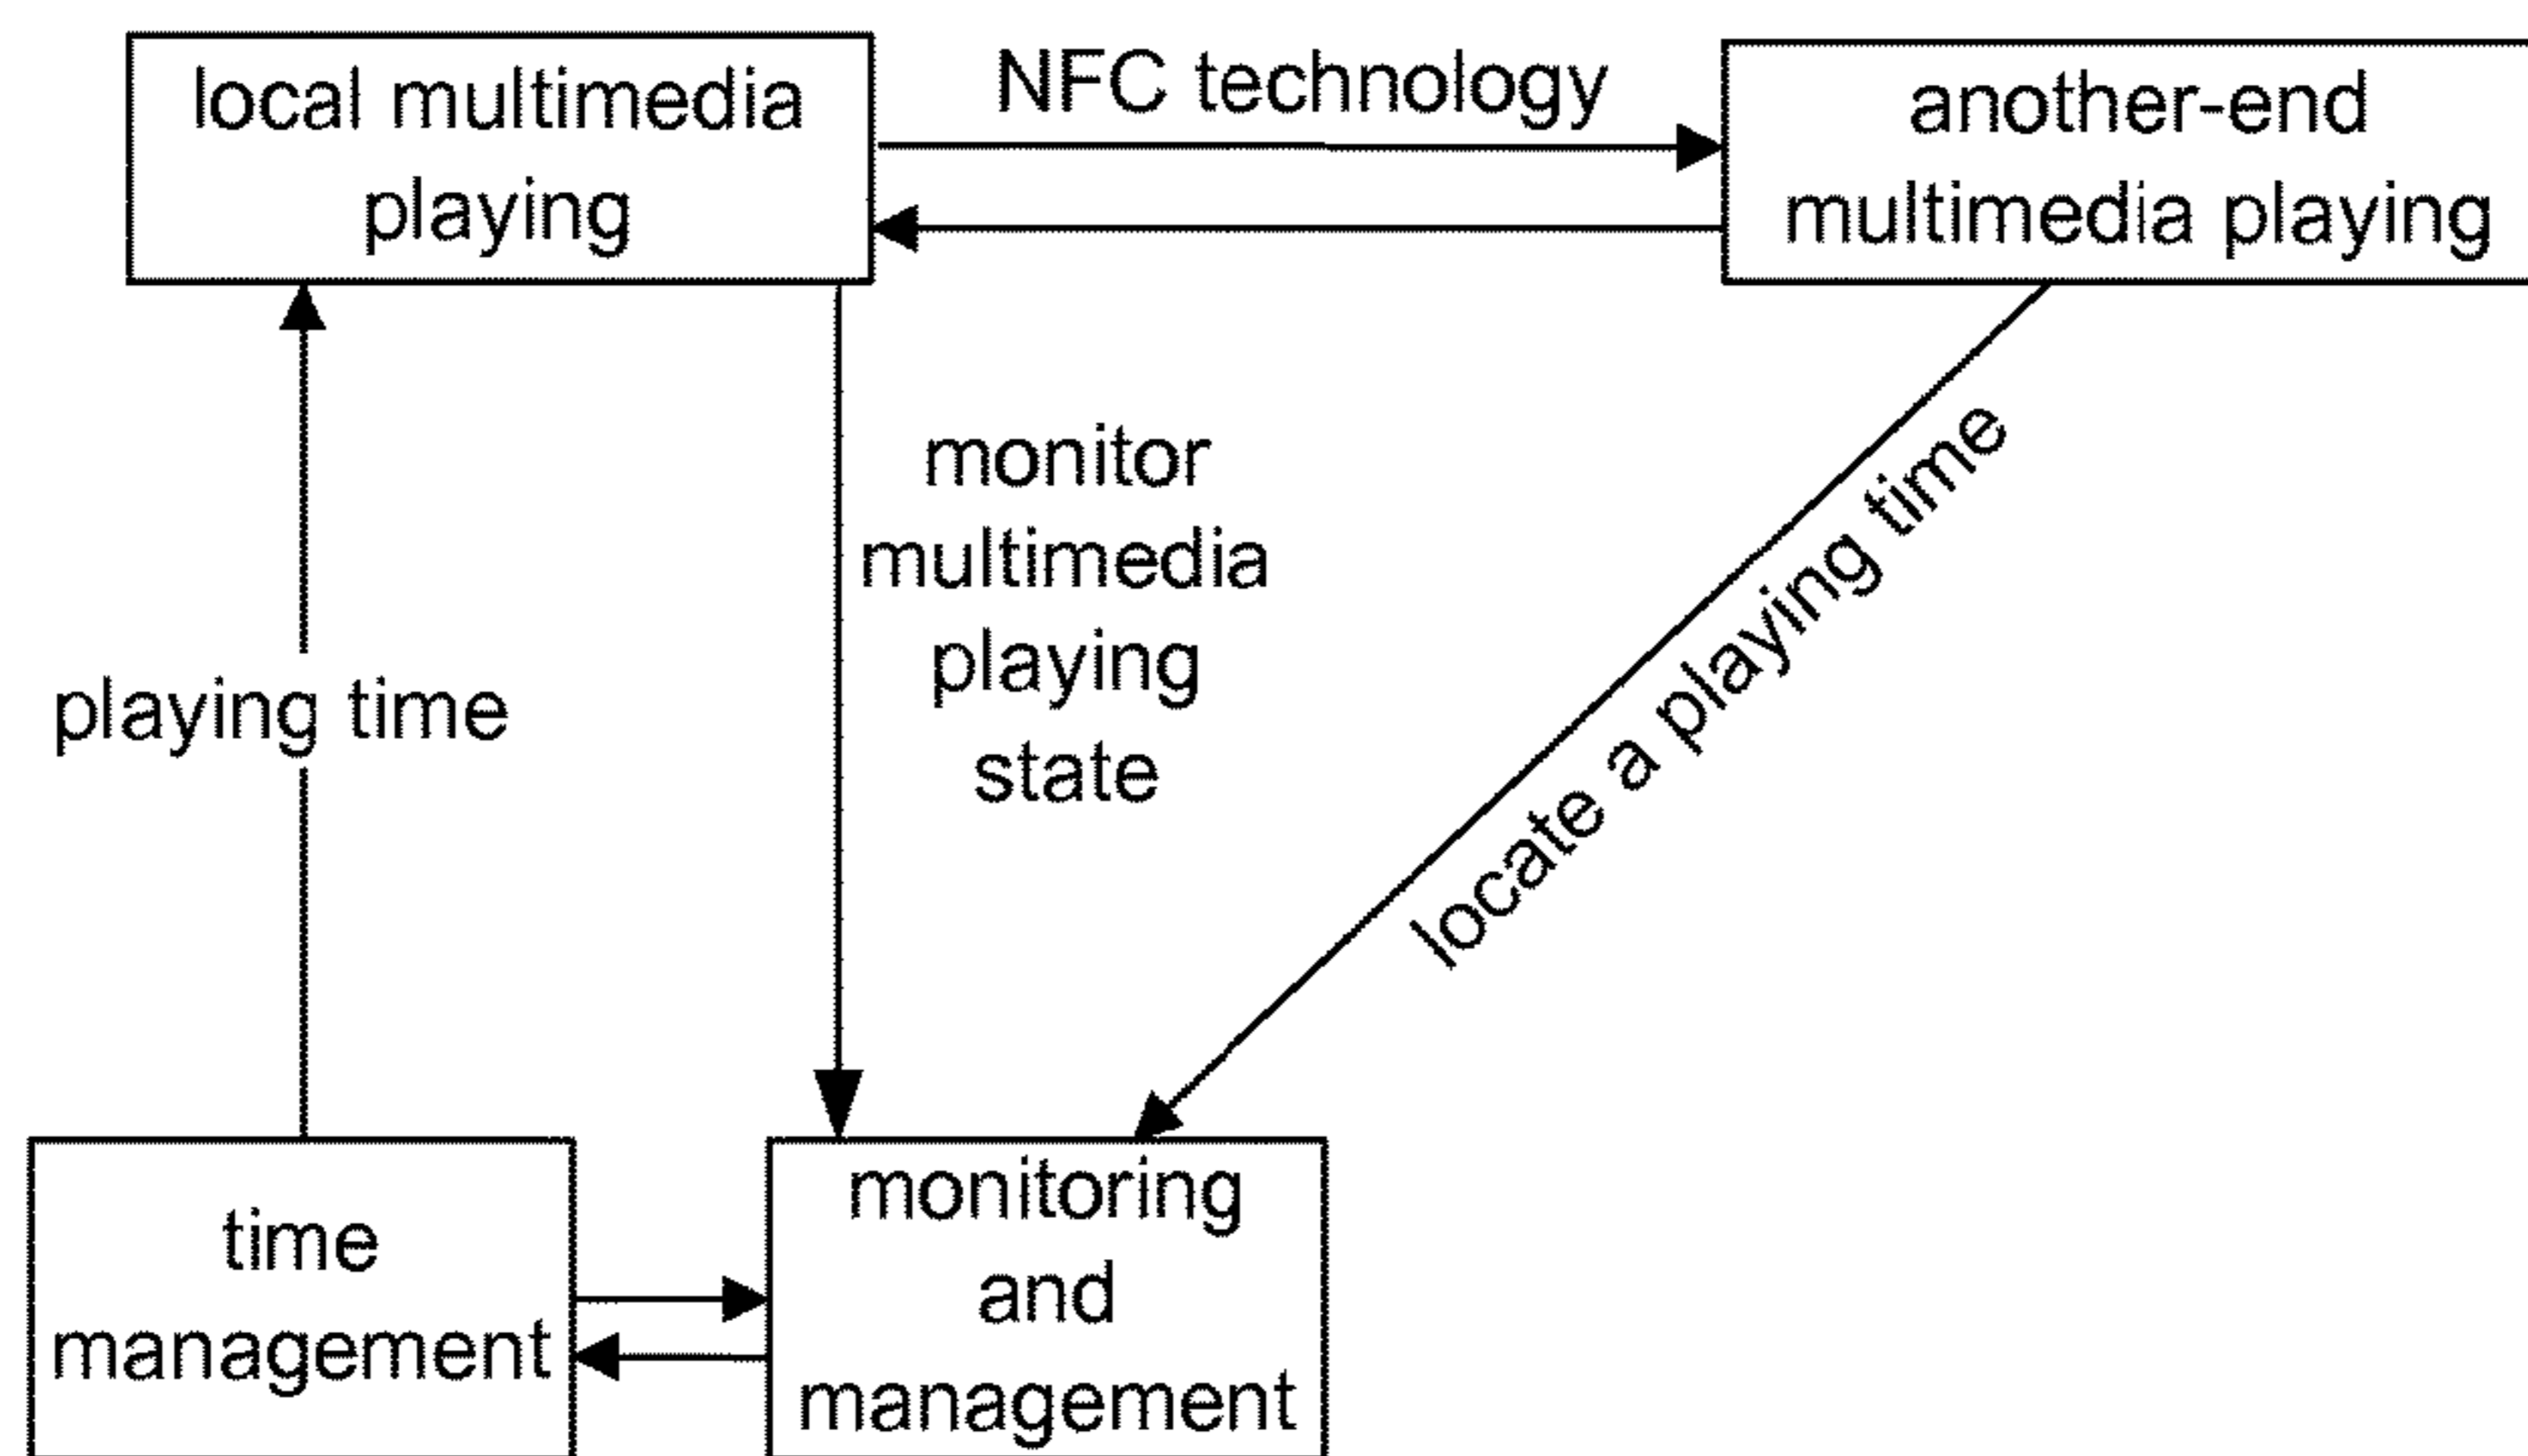 local multimedia
playing
NFC technology
another-end
multimedia playing
playing time
monitor
multimedia
playing
state
locate a playing time
time
management
monitoring
and
management